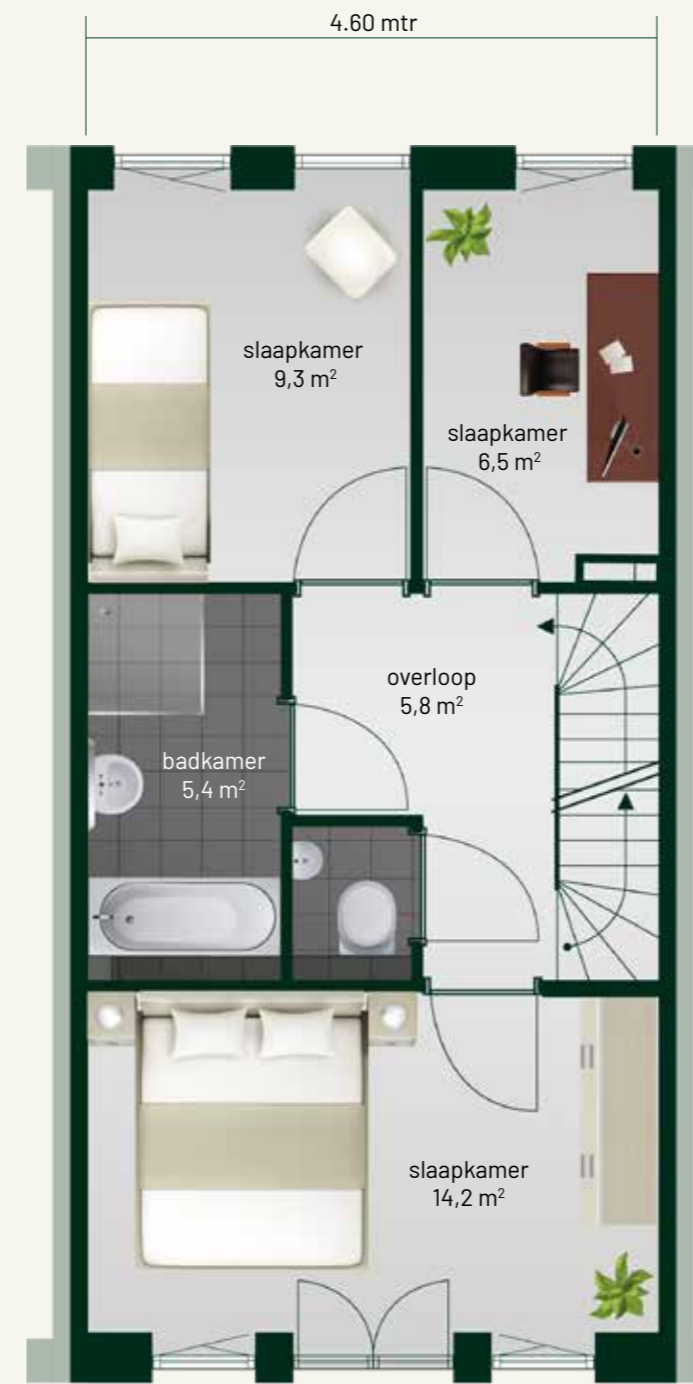 4.60 mtr
slaapkamer
9,3 m²
slaapkamer
6,5 m²
overloop
5,8 m²
badkamer
5,4 m²
slaapkamer
14,2 m²